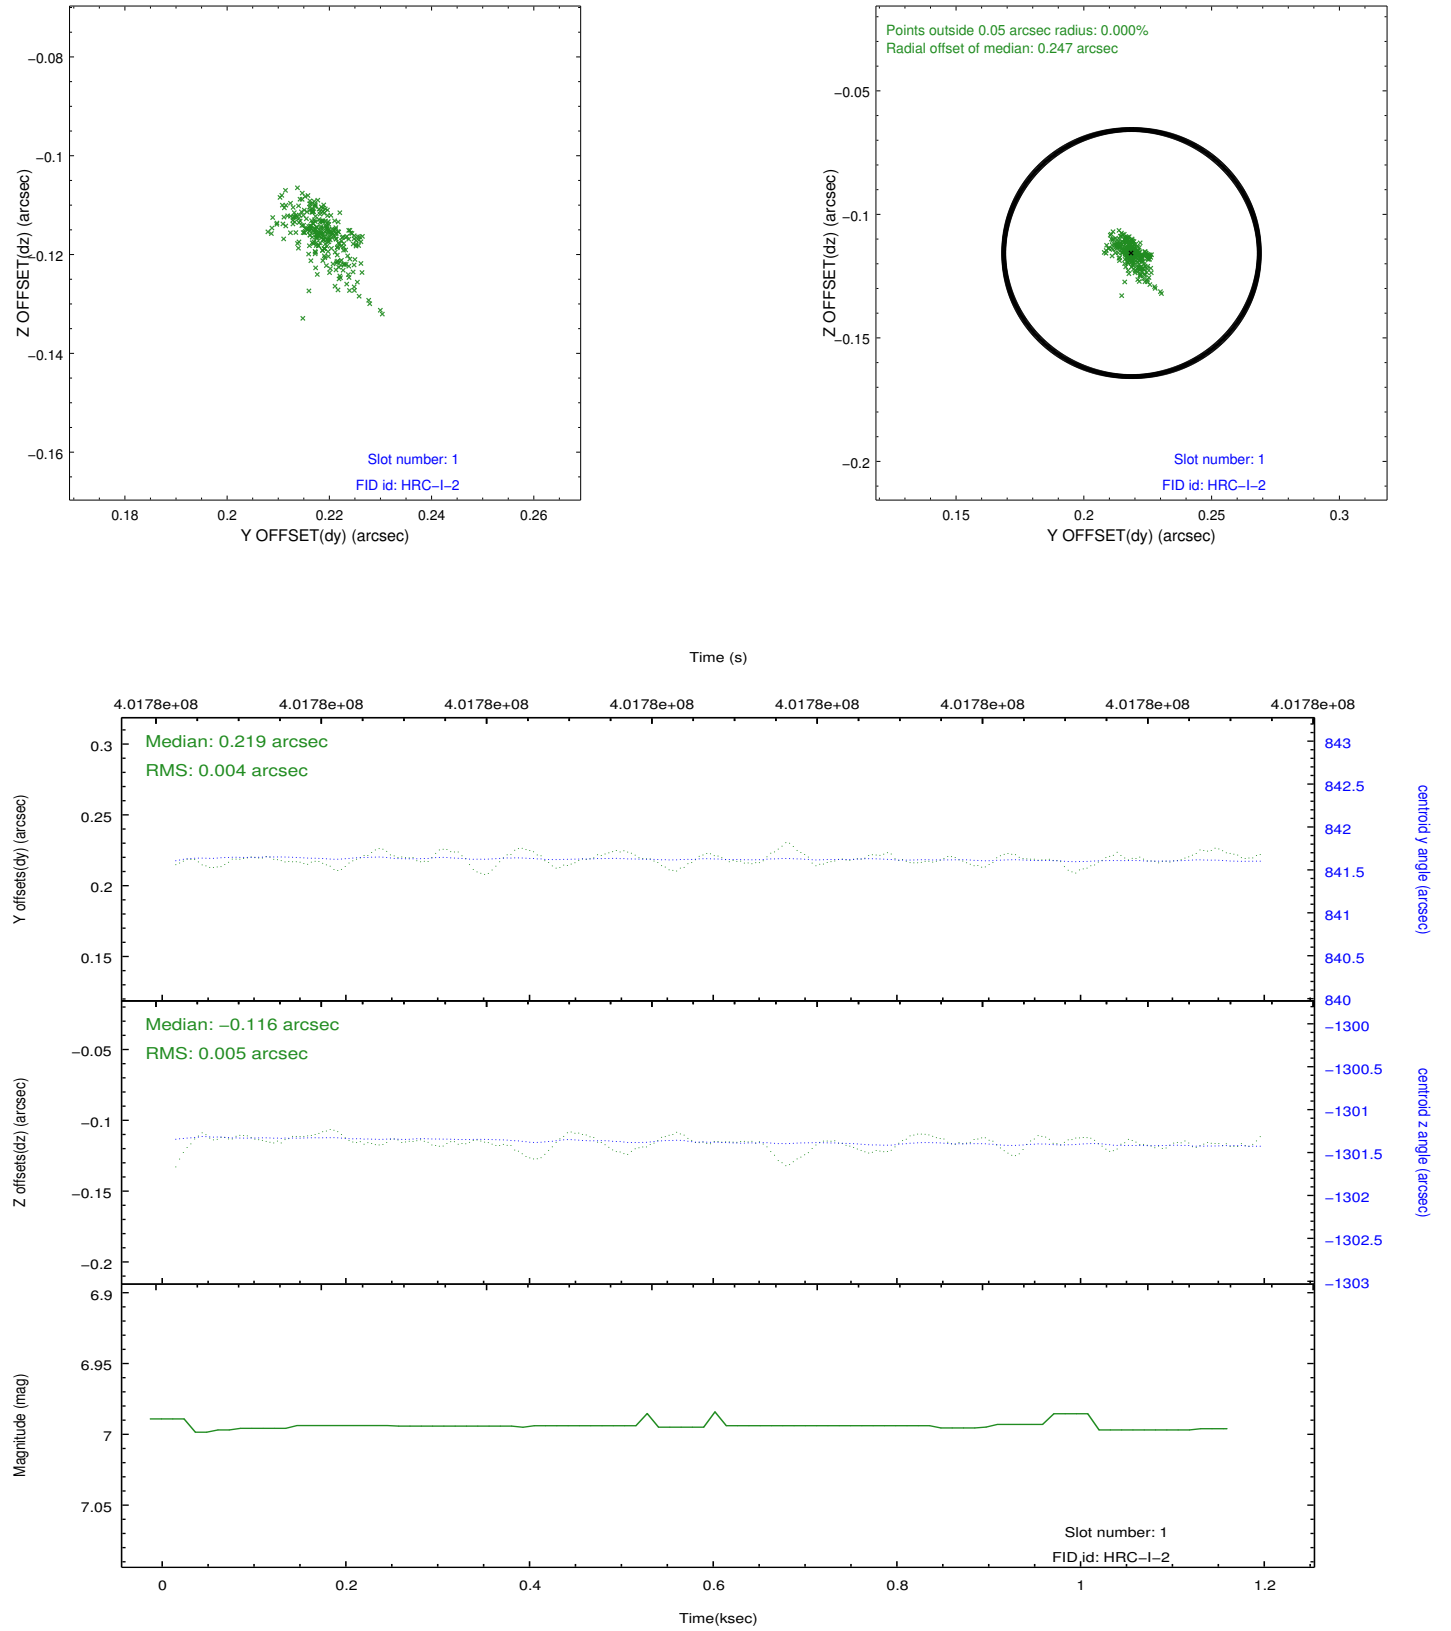 −0.08
−0.1
−0.12
−0.14
−0.16
Z OFFSET(dz) (arcsec)
Slot number: 1
FID id: HRC−I−2
0.18
0.2
0.22
0.24
0.26
Y OFFSET(dy) (arcsec)
Points outside 0.05 arcsec radius: 0.000%
Radial offset of median: 0.247 arcsec
−0.05
−0.1
−0.15
−0.2
Z OFFSET(dz) (arcsec)
Slot number: 1
FID id: HRC−I−2
0.15
0.2
0.25
0.3
Y OFFSET(dy) (arcsec)
Time (s)
4.0178e+08 4.0178e+08 4.0178e+08 4.0178e+08 4.0178e+08 4.0178e+08 4.0178e+08 4.0178e+08
Median: 0.219 arcsec
RMS: 0.004 arcsec
0.3
0.25
0.2
0.15
Y offsets(dy) (arcsec)
843
842.5
842
841.5
841
840.5
840
centroid y angle (arcsec)
Median: −0.116 arcsec
RMS: 0.005 arcsec
−0.05
−0.1
−0.15
−0.2
Z offsets(dz) (arcsec)
−1300
−1300.5
−1301
−1301.5
−1302
−1302.5
−1303
centroid z angle (arcsec)
6.9
6.95
7
7.05
Magnitude (mag)
Slot number: 1
FID id: HRC−I−2
0
0.2
0.4
0.6
0.8
1
1.2
Time(ksec)